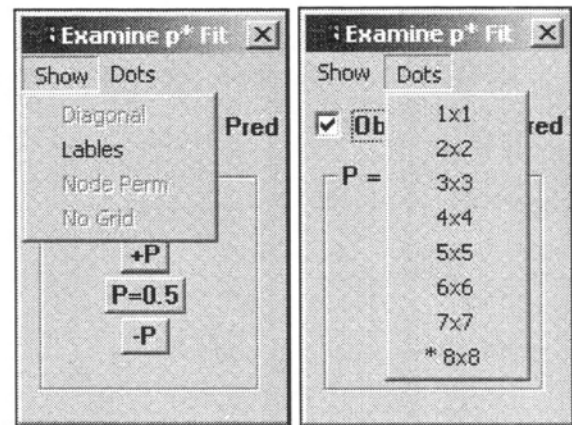 Examine p* Fit
Show Dots
Diagonal
Lables
Pred
Node Perm
No Grid
+P
P=0.5
-P
Examine p* Fit
Show Dots
Ob
red
1x1
2x2
P =
3x3
4x4
5x5
6x6
7x7
* 8x8